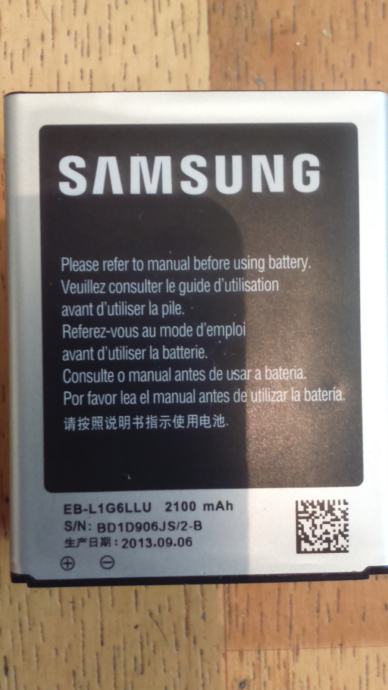 SAMSUNG
Please refer to manual before using battery.
Veuillez consulter le guide d'utilisation
avant d'utiliser la pile.
Referez-vous au mode d'emploi
avant d'utiliser la batterie.
Consulte o manual antes de usar a bateria.
Por favor lea el manual antes de utilizar la batería.
请按照说明书指示使用电池.
EB-L1G6LLU 2100 mAh
S/N: BD1D906JS/2-B
生产日期: 2013.09.06